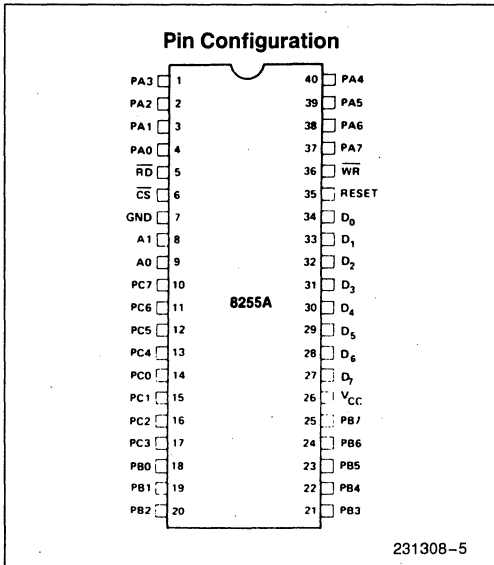 Pin Configuration
PA3 1 40 PA4
PA2 2 39 PA5
PA1 3 38 PA6
PA0 4 37 PA7
R̅D̅ 5 36 W̅R̅
C̅S̅ 6 35 RESET
GND 7 34 D₀
A1 8 33 D₁
A0 9 32 D₂
PC7 10 31 D₃
PC6 11 8255A 30 D₄
PC5 12 29 D₅
PC4 13 28 D₆
PC0 14 27 D₇
PC1 15 26 V_CC
PC2 16 25 PB7
PC3 17 24 PB6
PB0 18 23 PB5
PB1 19 22 PB4
PB2 20 21 PB3
231308-5